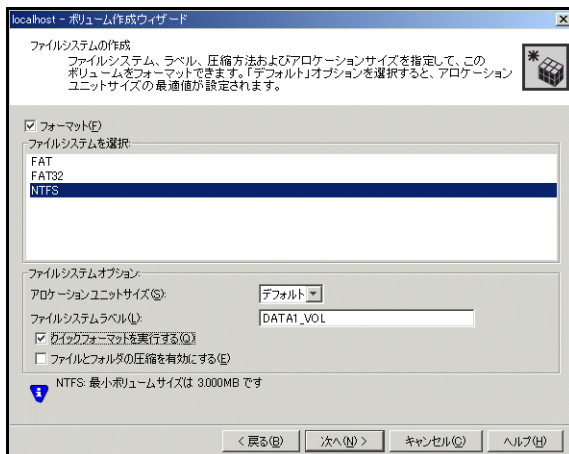 localhost - ボリューム作成ウィザード
ファイルシステムの作成
ファイルシステム、ラベル、圧縮方法およびアロケーションサイズを指定して、この
ボリュームをフォーマットできます。「デフォルト」オプションを選択すると、アロケーション
ユニットサイズの最適値が設定されます。
フォーマット(F)
ファイルシステムを選択:
FAT
FAT32
NTFS
ファイルシステムオプション:
アロケーションユニットサイズ(S):
デフォルト
ファイルシステムラベル(L):
DATA1_VOL
クイックフォーマットを実行する(Q)
ファイルとフォルダの圧縮を有効にする(E)
NTFS: 最小ボリュームサイズは 3.000MB です
< 戻る(B)
次へ(N) >
キャンセル(C)
ヘルプ(H)